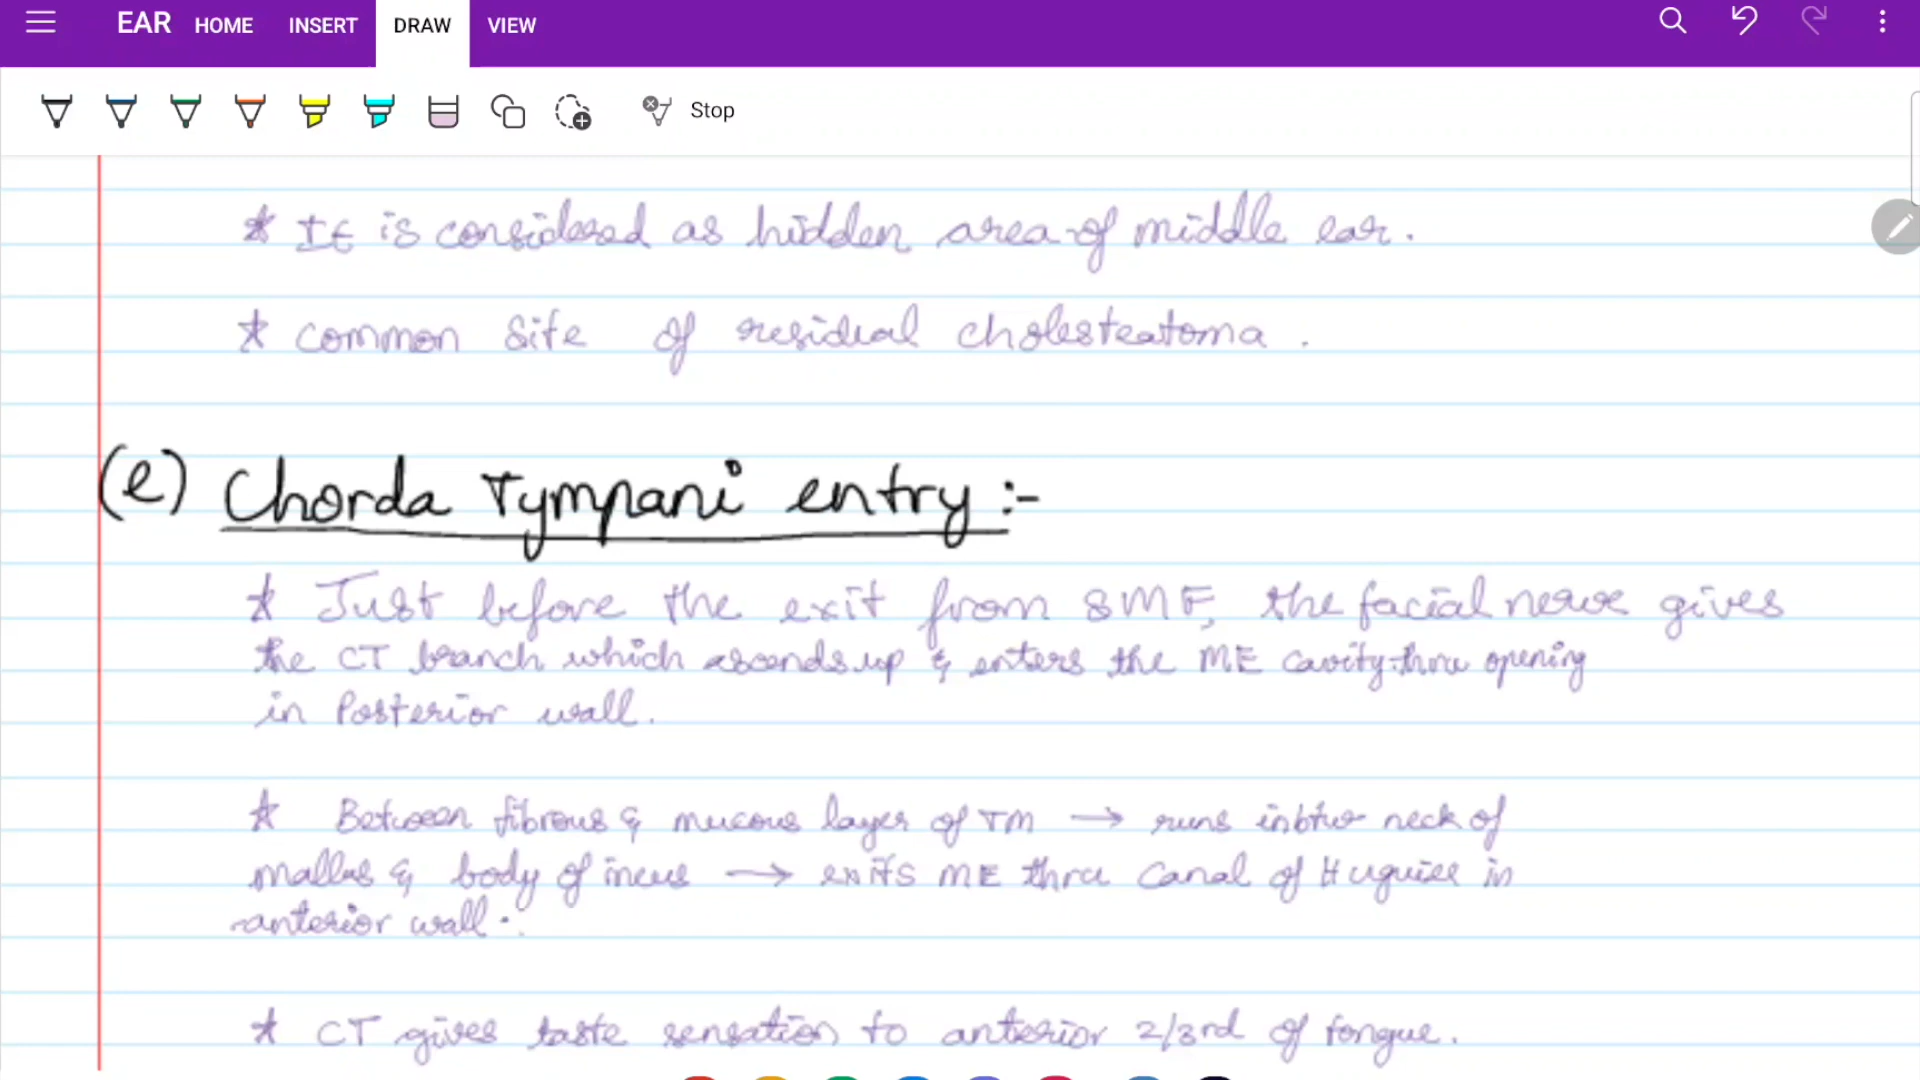 EAR HOME INSERT DRAW VIEW
Stop
* It is considered as hidden area of middle ear.
* common site of residual cholesteatoma.
(e) Chorda Tympani entry :-
* Just before the exit from SMF, the facial nerve gives
the CT branch which ascends up & enters the ME cavity thru opening
in Posterior wall.
* Between fibrous & mucous layer of TM → runs inbtw neck of
mallus & body of incus → exits ME thru Canal of Huguier in
anterior wall.
* CT gives taste sensation to anterior 2/3rd of tongue.